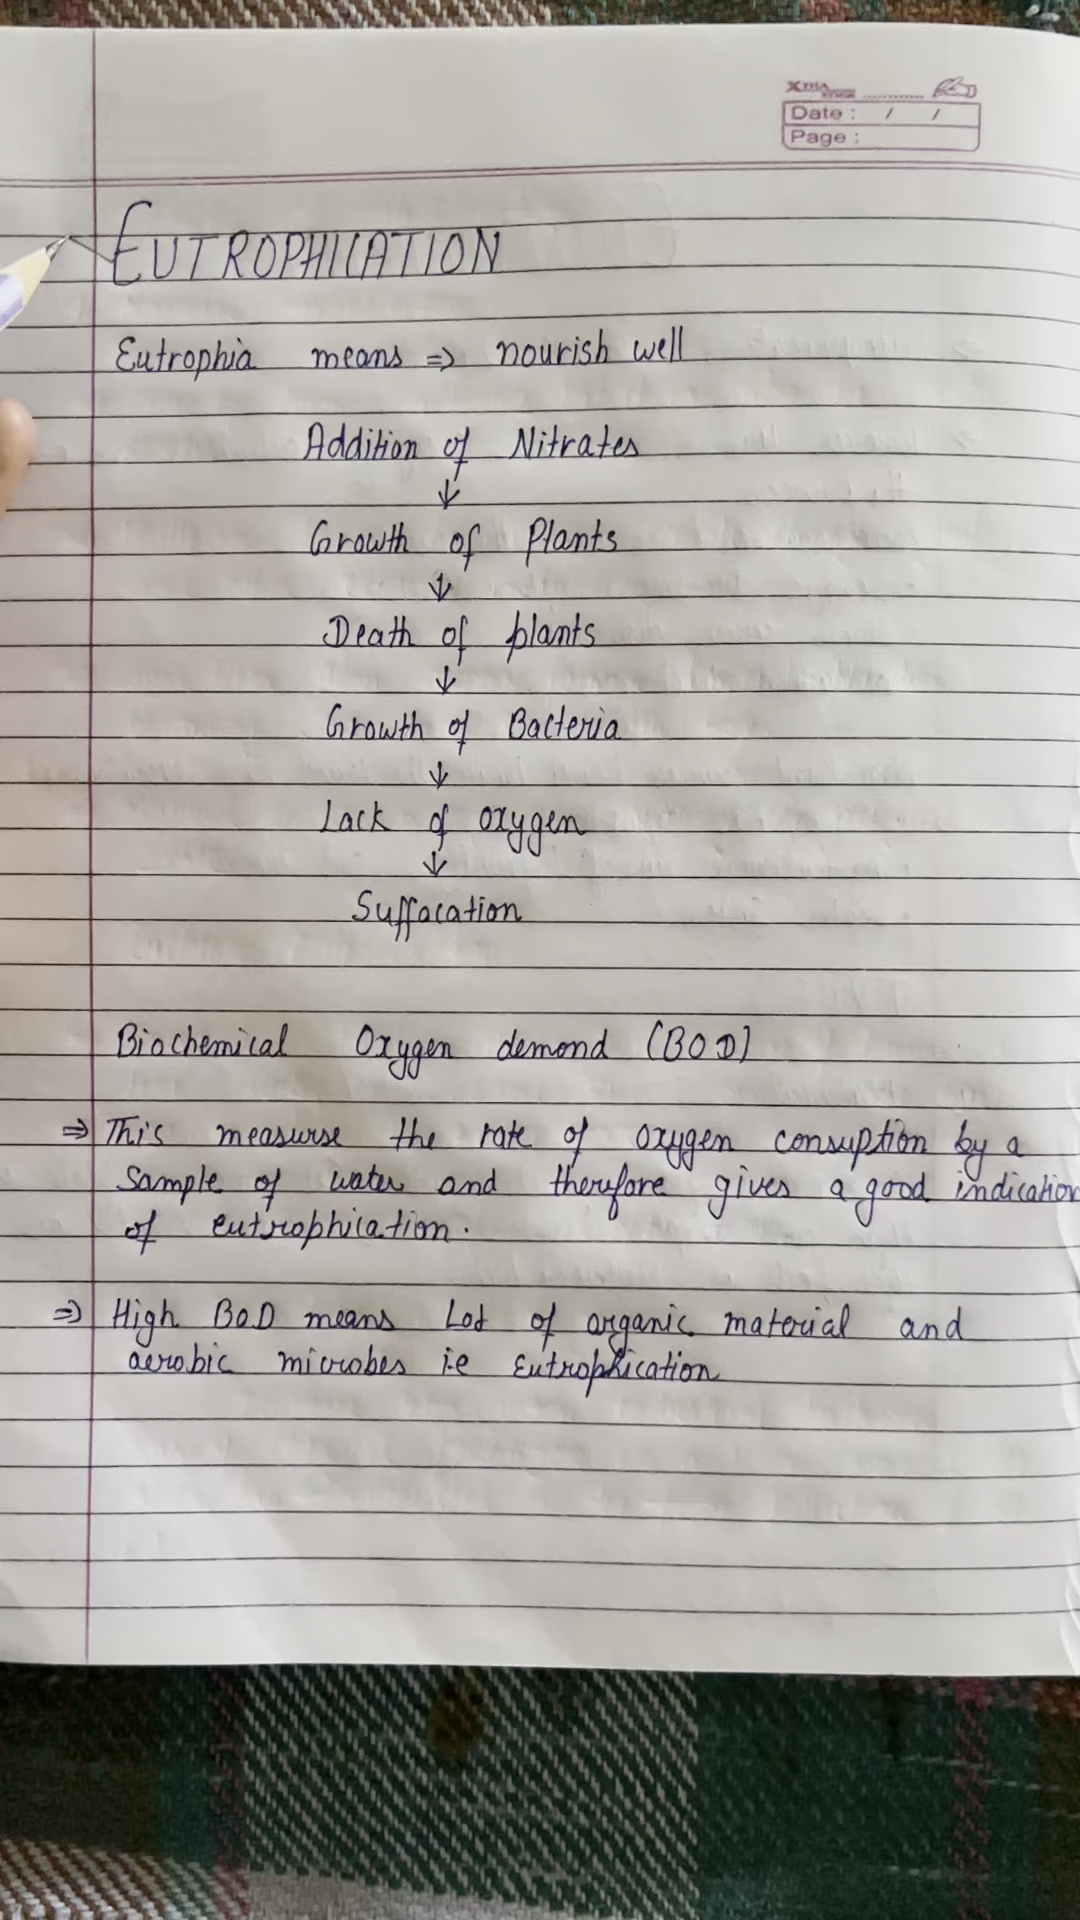 XTRA
Date : / /
Page :
EUTROPHICATION
Eutrophia means ⇒ nourish well
Addition of Nitrates
↓
Growth of Plants
↓
Death of plants
↓
Growth of Bacteria
↓
Lack of oxygen
↓
Suffocation
Biochemical Oxygen demond (BOD)
⇒ This measurse the rate of oxygen consuption by a
Sample of water and therefore gives a good indication
of eutrophication.
⇒ High BOD means Lot of organic material and
aerobic microbes i.e Eutrophication